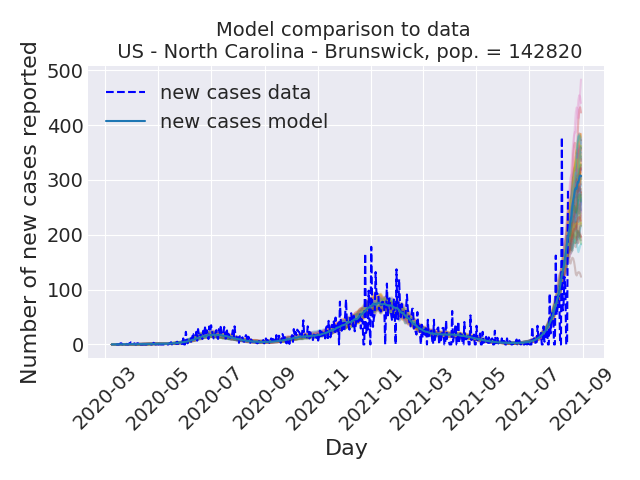 Model comparison to data
US - North Carolina - Brunswick, pop. = 142820
Number of new cases reported
500
400
300
200
100
0
new cases data
new cases model
2020-03
2020-05
2020-07
2020-09
2020-11
2021-01
2021-03
2021-05
2021-07
2021-09
Day